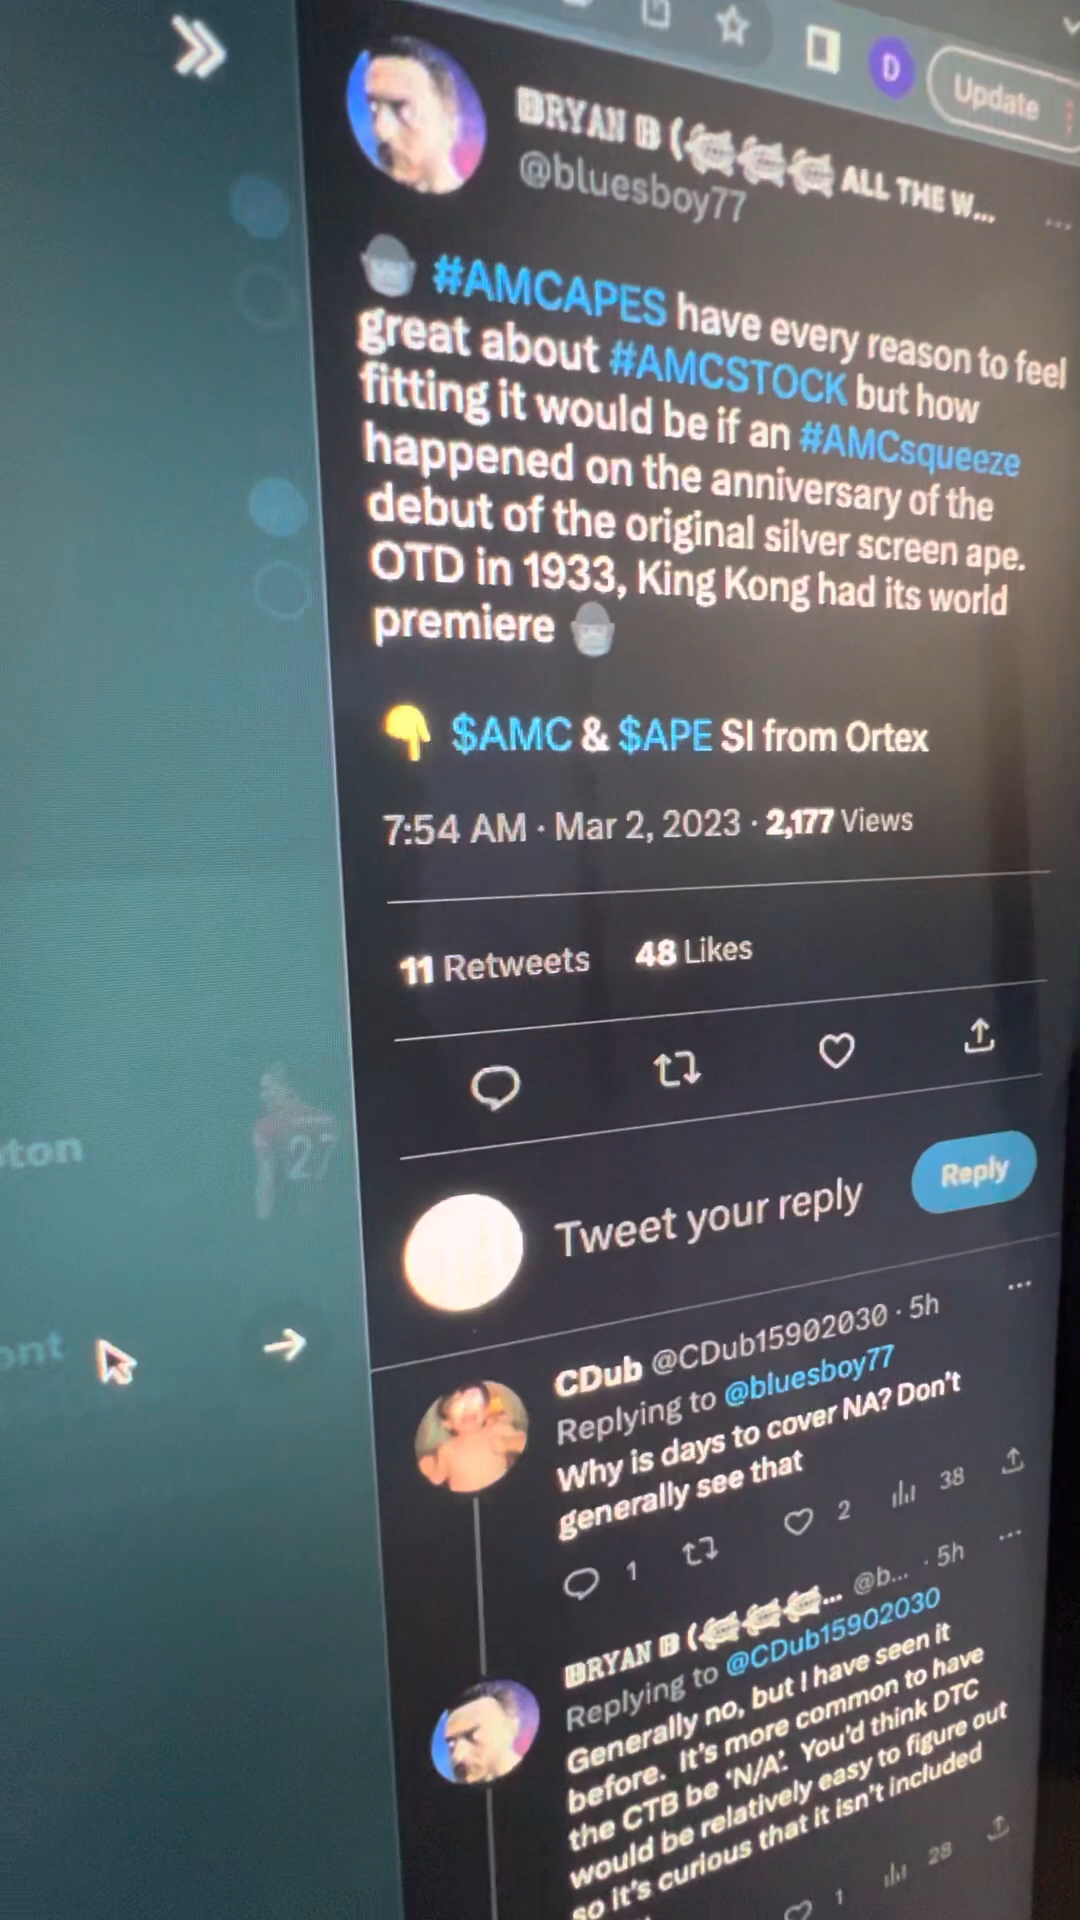 D
Update
BRYAN B ( ALL THE W...
@bluesboy77
#AMCAPES have every reason to feel
great about #AMCSTOCK but how
fitting it would be if an #AMCsqueeze
happened on the anniversary of the
debut of the original silver screen ape.
OTD in 1933, King Kong had its world
premiere
$AMC & $APE SI from Ortex
7:54 AM · Mar 2, 2023 · 2,177 Views
11 Retweets 48 Likes
27
Tweet your reply
Reply
CDub @CDub15902030 · 5h
Replying to @bluesboy77
Why is days to cover NA? Don't
generally see that
1 2 38
BRYAN B (... @b... · 5h
Replying to @CDub15902030
Generally no, but I have seen it
before. It's more common to have
the CTB be 'N/A'. You'd think DTC
would be relatively easy to figure out
so it's curious that it isn't included
1 28